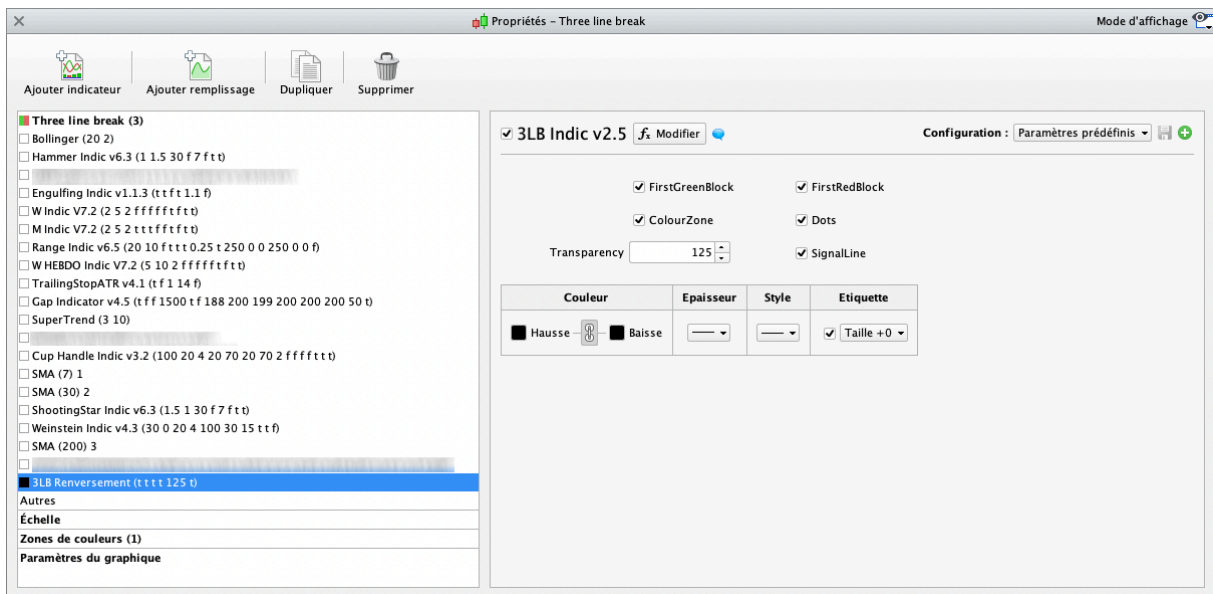 Propriétés – Three line break
Mode d'affichage
Ajouter indicateur
Ajouter remplissage
Dupliquer
Supprimer
Three line break (3)
Bollinger (20 2)
Hammer Indic v6.3 (1 1.5 30 f 7 f t t)
Engulfing Indic v1.1.3 (t t f t 1.1 f)
W Indic V7.2 (2 5 2 f f f f f t f t t)
M Indic V7.2 (2 5 2 t t t f f t f t t)
Range Indic v6.5 (20 10 f t t t 0.25 t 250 0 0 250 0 0 f)
W HEBDO Indic V7.2 (5 10 2 f f f f f t f t t)
TrailingStopATR v4.1 (t f 1 14 f)
Gap Indicator v4.5 (t f f 1500 t f 188 200 199 200 200 200 50 t)
SuperTrend (3 10)
Cup Handle Indic v3.2 (100 20 4 20 70 20 70 2 f f f f t t t)
SMA (7) 1
SMA (30) 2
ShootingStar Indic v6.3 (1.5 1 30 f 7 f t t)
Weinstein Indic v4.3 (30 0 20 4 100 30 15 t t f)
SMA (200) 3
3LB Renversement (t t t t 125 t)
Autres
Échelle
Zones de couleurs (1)
Paramètres du graphique
3LB Indic v2.5
fx Modifier
Configuration :
Paramètres prédéfinis
FirstGreenBlock
FirstRedBlock
ColourZone
Dots
Transparency
125
SignalLine
Couleur
Epaisseur
Style
Etiquette
Hausse
Baisse
Taille +0